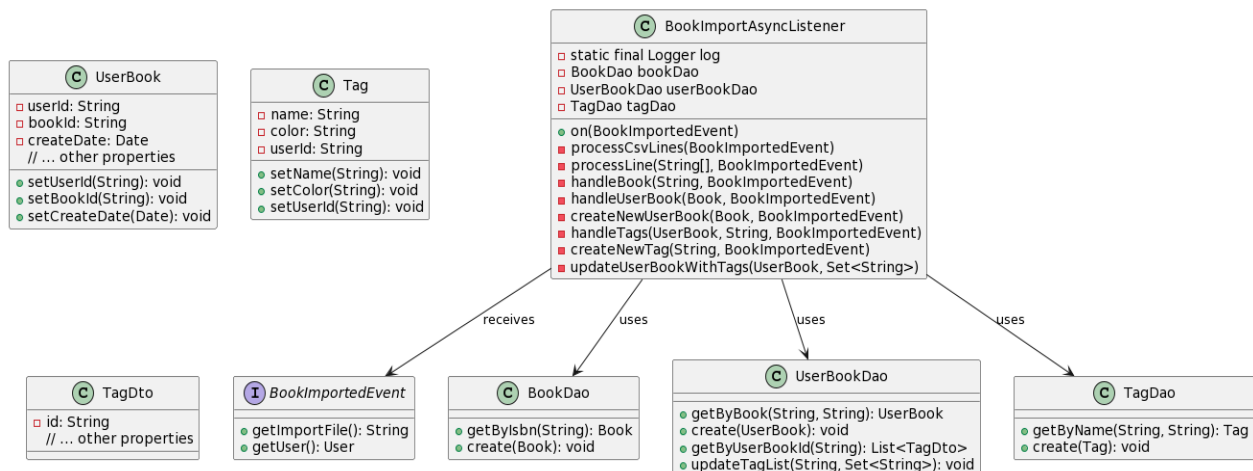 C BookImportAsyncListener
static final Logger log
BookDao bookDao
UserBookDao userBookDao
TagDao tagDao
on(BookImportedEvent)
processCsvLines(BookImportedEvent)
processLine(String[], BookImportedEvent)
handleBook(String, BookImportedEvent)
handleUserBook(Book, BookImportedEvent)
createNewUserBook(Book, BookImportedEvent)
handleTags(UserBook, String, BookImportedEvent)
createNewTag(String, BookImportedEvent)
updateUserBookWithTags(UserBook, Set<String>)
C UserBook
userId: String
bookId: String
createDate: Date
// ... other properties
setUserId(String): void
setBookId(String): void
setCreateDate(Date): void
C Tag
name: String
color: String
userId: String
setName(String): void
setColor(String): void
setUserId(String): void
receives
uses
uses
uses
C TagDto
id: String
// ... other properties
I BookImportedEvent
getImportFile(): String
getUser(): User
C BookDao
getByIsbn(String): Book
create(Book): void
C UserBookDao
getByBook(String, String): UserBook
create(UserBook): void
getByUserBookId(String): List<TagDto>
updateTagList(String, Set<String>): void
C TagDao
getByName(String, String): Tag
create(Tag): void